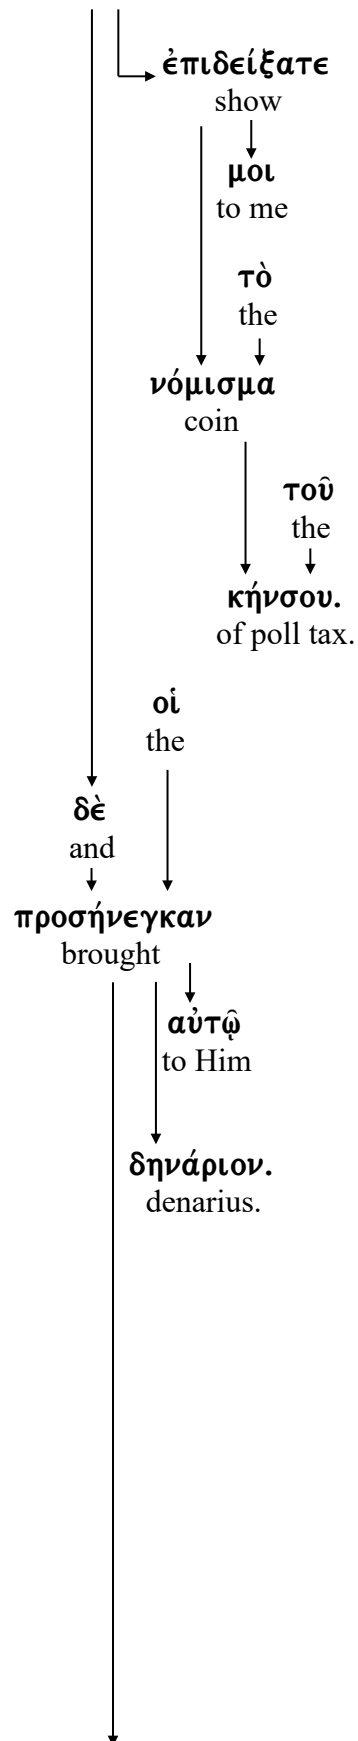 ἐπιδείξατε
show
μοι
to me
τὸ
the
νόμισμα
coin
τοῦ
the
κήνσου.
of poll tax.
οἱ
the
δὲ
and
προσήνεγκαν
brought
αὐτῷ
to Him
δηνάριον.
denarius.